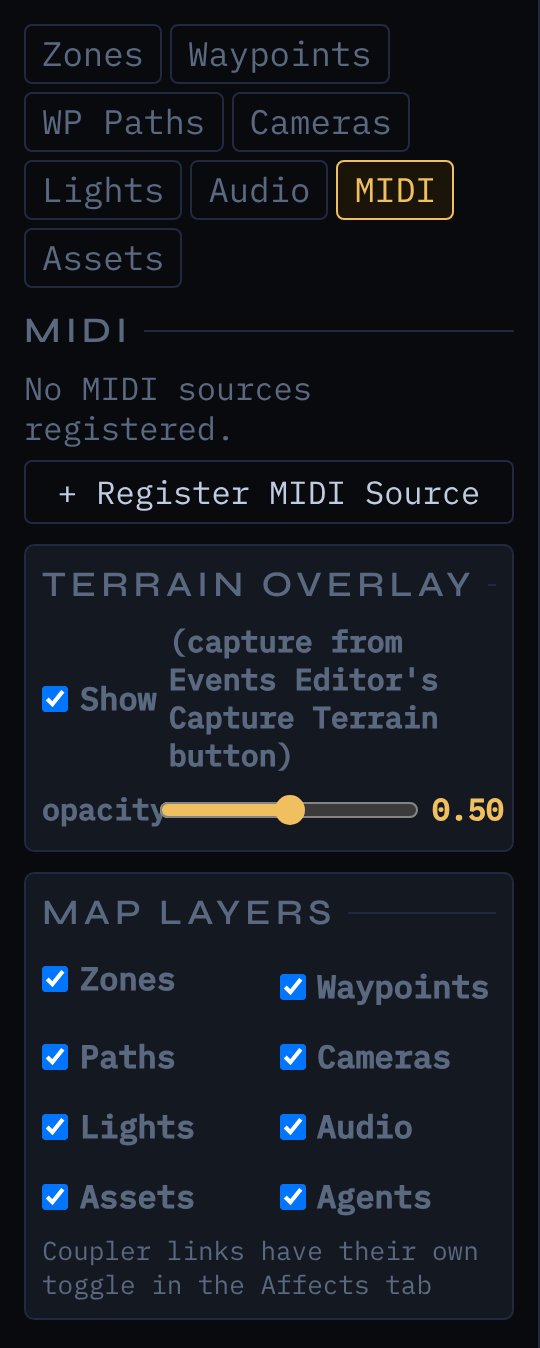 Zones Waypoints
WP Paths Cameras
Lights Audio MIDI
Assets
MIDI
No MIDI sources
registered.
+ Register MIDI Source
TERRAIN OVERLAY
Show (capture from
Events Editor's
Capture Terrain
button)
opacity 0.50
MAP LAYERS
Zones Waypoints
Paths Cameras
Lights Audio
Assets Agents
Coupler links have their own
toggle in the Affects tab